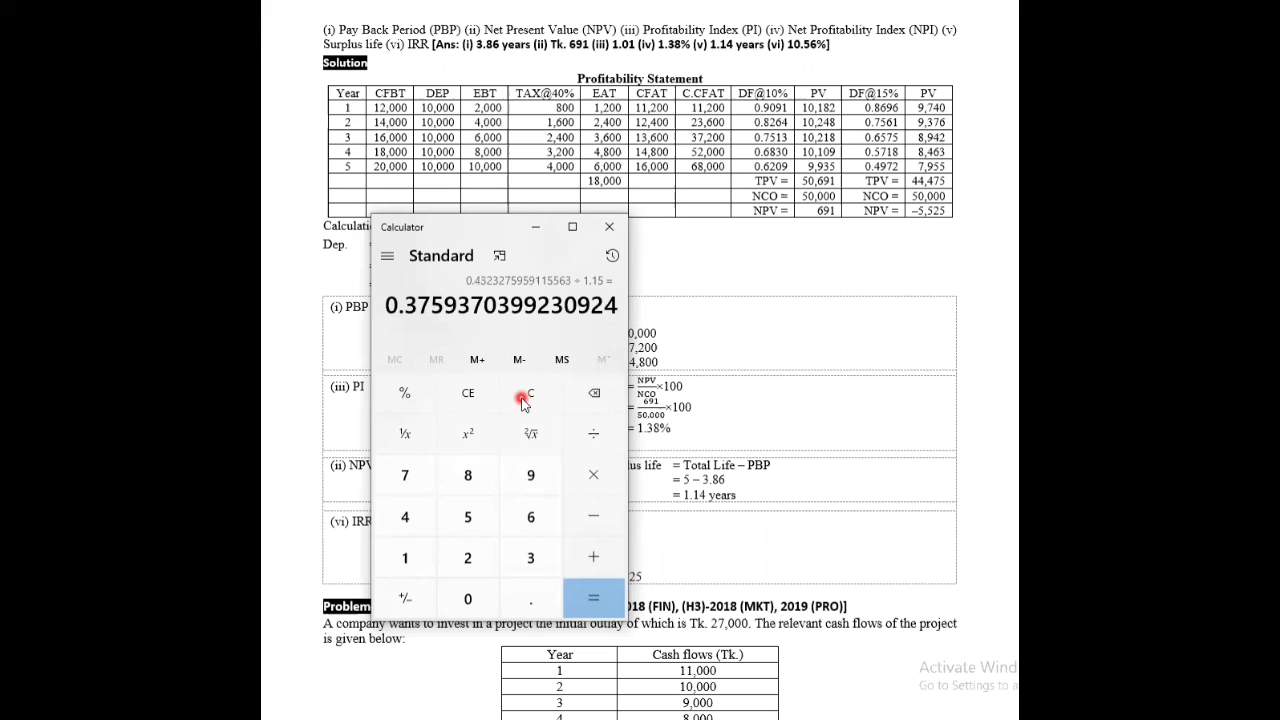 (i) Pay Back Period (PBP) (ii) Net Present Value (NPV) (iii) Profitability Index (PI) (iv) Net Profitability Index (NPI) (v)
Surplus life (vi) IRR [Ans: (i) 3.86 years (ii) Tk. 691 (iii) 1.01 (iv) 1.38% (v) 1.14 years (vi) 10.56%]
Solution
Profitability Statement
Year CFBT DEP EBT TAX@40% EAT CFAT C.CFAT DF@10% PV DF@15% PV
1 12,000 10,000 2,000 800 1,200 11,200 11,200 0.9091 10,182 0.8696 9,740
2 14,000 10,000 4,000 1,600 2,400 12,400 23,600 0.8264 10,248 0.7561 9,376
3 16,000 10,000 6,000 2,400 3,600 13,600 37,200 0.7513 10,218 0.6575 8,942
4 18,000 10,000 8,000 3,200 4,800 14,800 52,000 0.6830 10,109 0.5718 8,463
5 20,000 10,000 10,000 4,000 6,000 16,000 68,000 0.6209 9,935 0.4972 7,955
18,000 TPV = 50,691 TPV = 44,475
NCO = 50,000 NCO = 50,000
NPV = 691 NPV = –5,525
Calculati
Dep. =
Calculator
Standard
0.4323275959115563 ÷ 1.15 =
0.3759370399230924
MC MR M+ M- MS M˅
% CE C
⅟x x² ²√x ÷
7 8 9 ×
4 5 6 −
1 2 3 +
+/− 0 . =
(i) PBP
0,000
7,200
4,800
(iii) PI
= NPV/NCO ×100
= 691/50,000 ×100
= 1.38%
(ii) NPV
lus life = Total Life – PBP
= 5 – 3.86
= 1.14 years
(vi) IRR
25
Problem 18 (FIN), (H3)-2018 (MKT), 2019 (PRO)]
A company wants to invest in a project the initial outlay of which is Tk. 27,000. The relevant cash flows of the project
is given below:
Year Cash flows (Tk.)
1 11,000
2 10,000
3 9,000
4 8,000
Activate Wind
Go to Settings to a